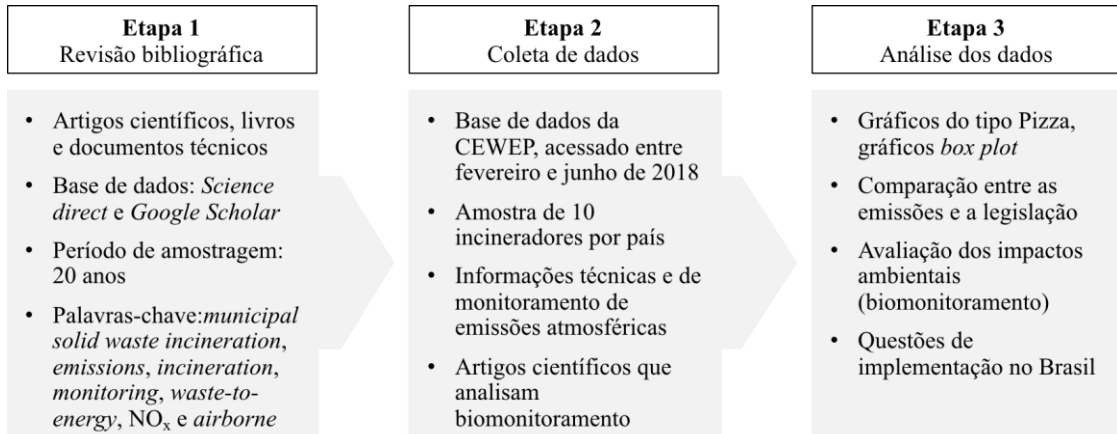 Etapa 1
Revisão bibliográfica
• Artigos científicos, livros
e documentos técnicos
• Base de dados: Science
direct e Google Scholar
• Período de amostragem:
20 anos
• Palavras-chave:municipal
solid waste incineration,
emissions, incineration,
monitoring, waste-to-
energy, NOx e airborne
Etapa 2
Coleta de dados
• Base de dados da
CEWEP, acessado entre
fevereiro e junho de 2018
• Amostra de 10
incineradores por país
• Informações técnicas e de
monitoramento de
emissões atmosféricas
• Artigos científicos que
analisam
biomonitoramento
Etapa 3
Análise dos dados
• Gráficos do tipo Pizza,
gráficos box plot
• Comparação entre as
emissões e a legislação
• Avaliação dos impactos
ambientais
(biomonitoramento)
• Questões de
implementação no Brasil